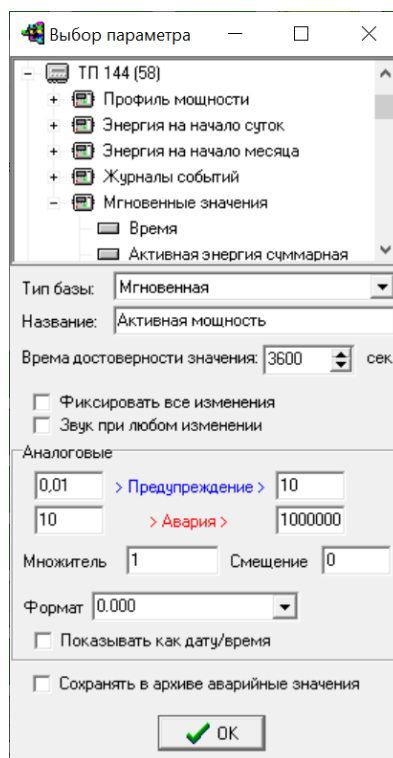 Выбор параметра
ТП 144 (58)
Профиль мощности
Энергия на начало суток
Энергия на начало месяца
Журналы событий
Мгновенные значения
Время
Активная энергия суммарная
Тип базы: Мгновенная
Название: Активная мощность
Врема достоверности значения: 3600 сек
Фиксировать все изменения
Звук при любом изменении
Аналоговые
0,01 > Предупреждение > 10
10 > Авария > 1000000
Множитель 1 Смещение 0
Формат 0.000
Показывать как дату/время
Сохранять в архиве аварийные значения
OK